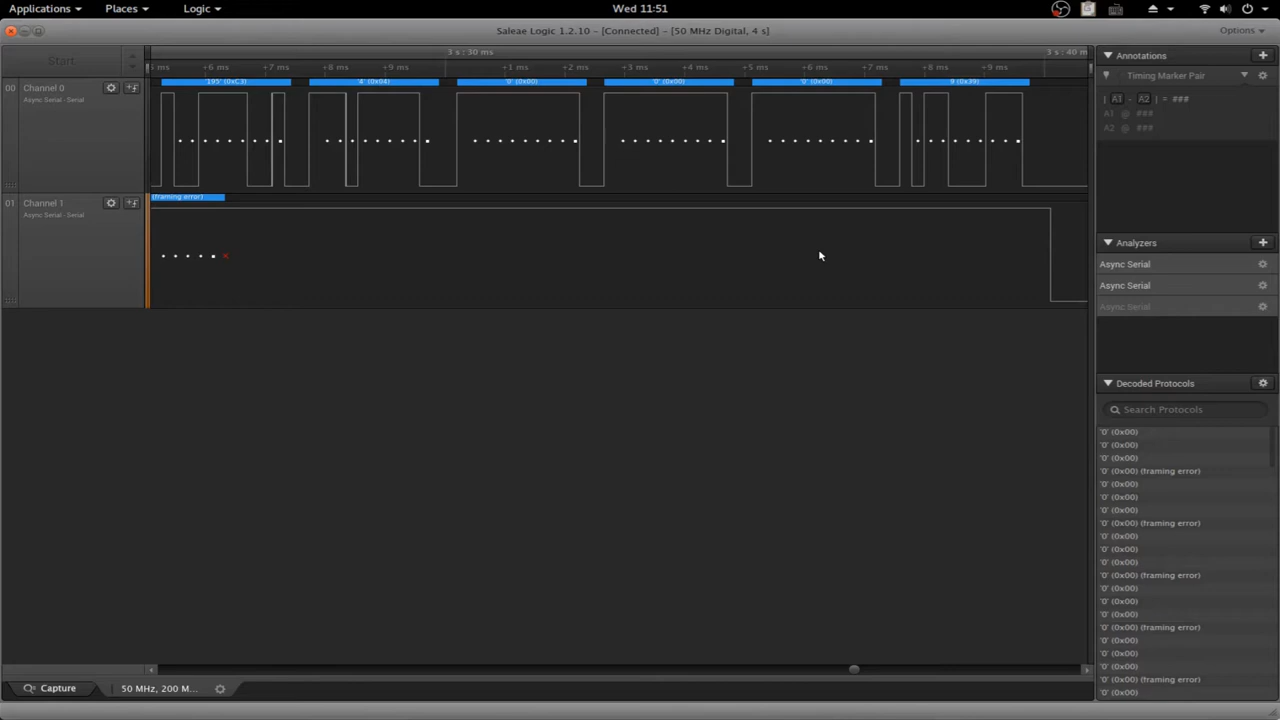 Applications Places Logic Wed 11:51
Saleae Logic 1.2.10 - [Connected] - [50 MHz Digital, 4 s] Options
Start
3 s : 30 ms 3 s : 40 m
ms +6 ms +7 ms +8 ms +9 ms +1 ms +2 ms +3 ms +4 ms +5 ms +6 ms +7 ms +8 ms +9 ms
00 Channel 0
Async Serial - Serial
195' (0xC3) '4' (0x04) '0' (0x00) '0' (0x00) '0' (0x00) 9 (0x39)
01 Channel 1
Async Serial - Serial
(framing error)
Annotations
Timing Marker Pair
| A1 - A2 | = ###
A1 @ ###
A2 @ ###
Analyzers
Async Serial
Async Serial
Async Serial
Decoded Protocols
Search Protocols
'0' (0x00)
'0' (0x00)
'0' (0x00)
'0' (0x00) (framing error)
'0' (0x00)
'0' (0x00)
'0' (0x00)
'0' (0x00) (framing error)
'0' (0x00)
'0' (0x00)
'0' (0x00)
'0' (0x00) (framing error)
'0' (0x00)
'0' (0x00)
'0' (0x00)
'0' (0x00) (framing error)
'0' (0x00)
'0' (0x00)
'0' (0x00)
'0' (0x00) (framing error)
'0' (0x00)
Capture 50 MHz, 200 M...